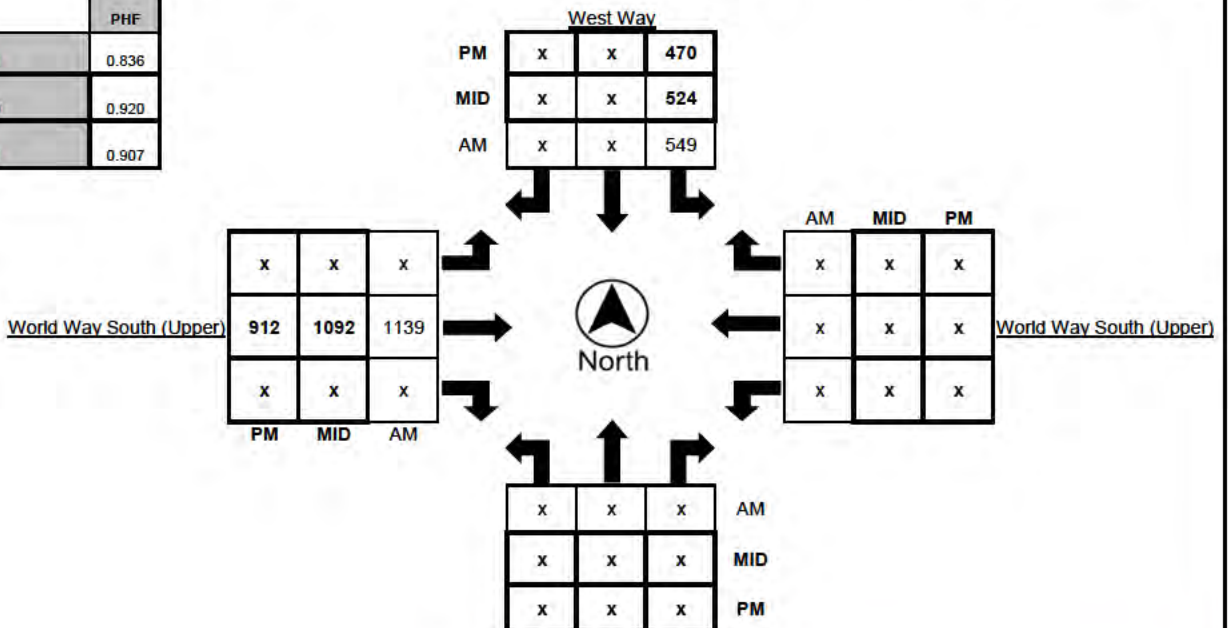 PHF
0.836
0.920
0.907
West Way
PM x x 470
MID x x 524
AM x x 549
AM MID PM
x x x
x x x
World Way South (Upper) 912 1092 1139
North
x x x World Way South (Upper)
x x x
x x x
PM MID AM
x x x AM
x x x MID
x x x PM